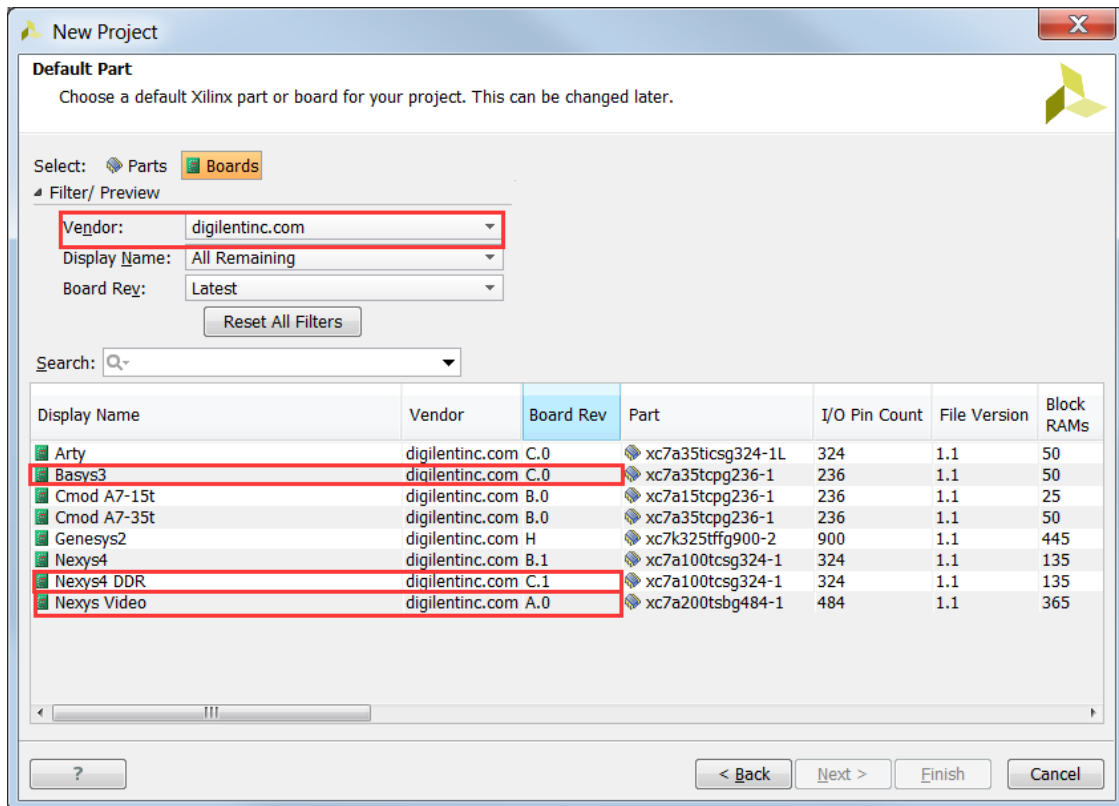 New Project
Default Part
Choose a default Xilinx part or board for your project. This can be changed later.
Select: Parts Boards
Filter/ Preview
Vendor: digilentinc.com
Display Name: All Remaining
Board Rev: Latest
Reset All Filters
Search:
Display Name Vendor Board Rev Part I/O Pin Count File Version Block RAMs
Arty digilentinc.com C.0 xc7a35ticsg324-1L 324 1.1 50
Basys3 digilentinc.com C.0 xc7a35tcpg236-1 236 1.1 50
Cmod A7-15t digilentinc.com B.0 xc7a15tcpg236-1 236 1.1 25
Cmod A7-35t digilentinc.com B.0 xc7a35tcpg236-1 236 1.1 50
Genesys2 digilentinc.com H xc7k325tffg900-2 900 1.1 445
Nexys4 digilentinc.com B.1 xc7a100tcsg324-1 324 1.1 135
Nexys4 DDR digilentinc.com C.1 xc7a100tcsg324-1 324 1.1 135
Nexys Video digilentinc.com A.0 xc7a200tsbg484-1 484 1.1 365
? < Back Next > Finish Cancel